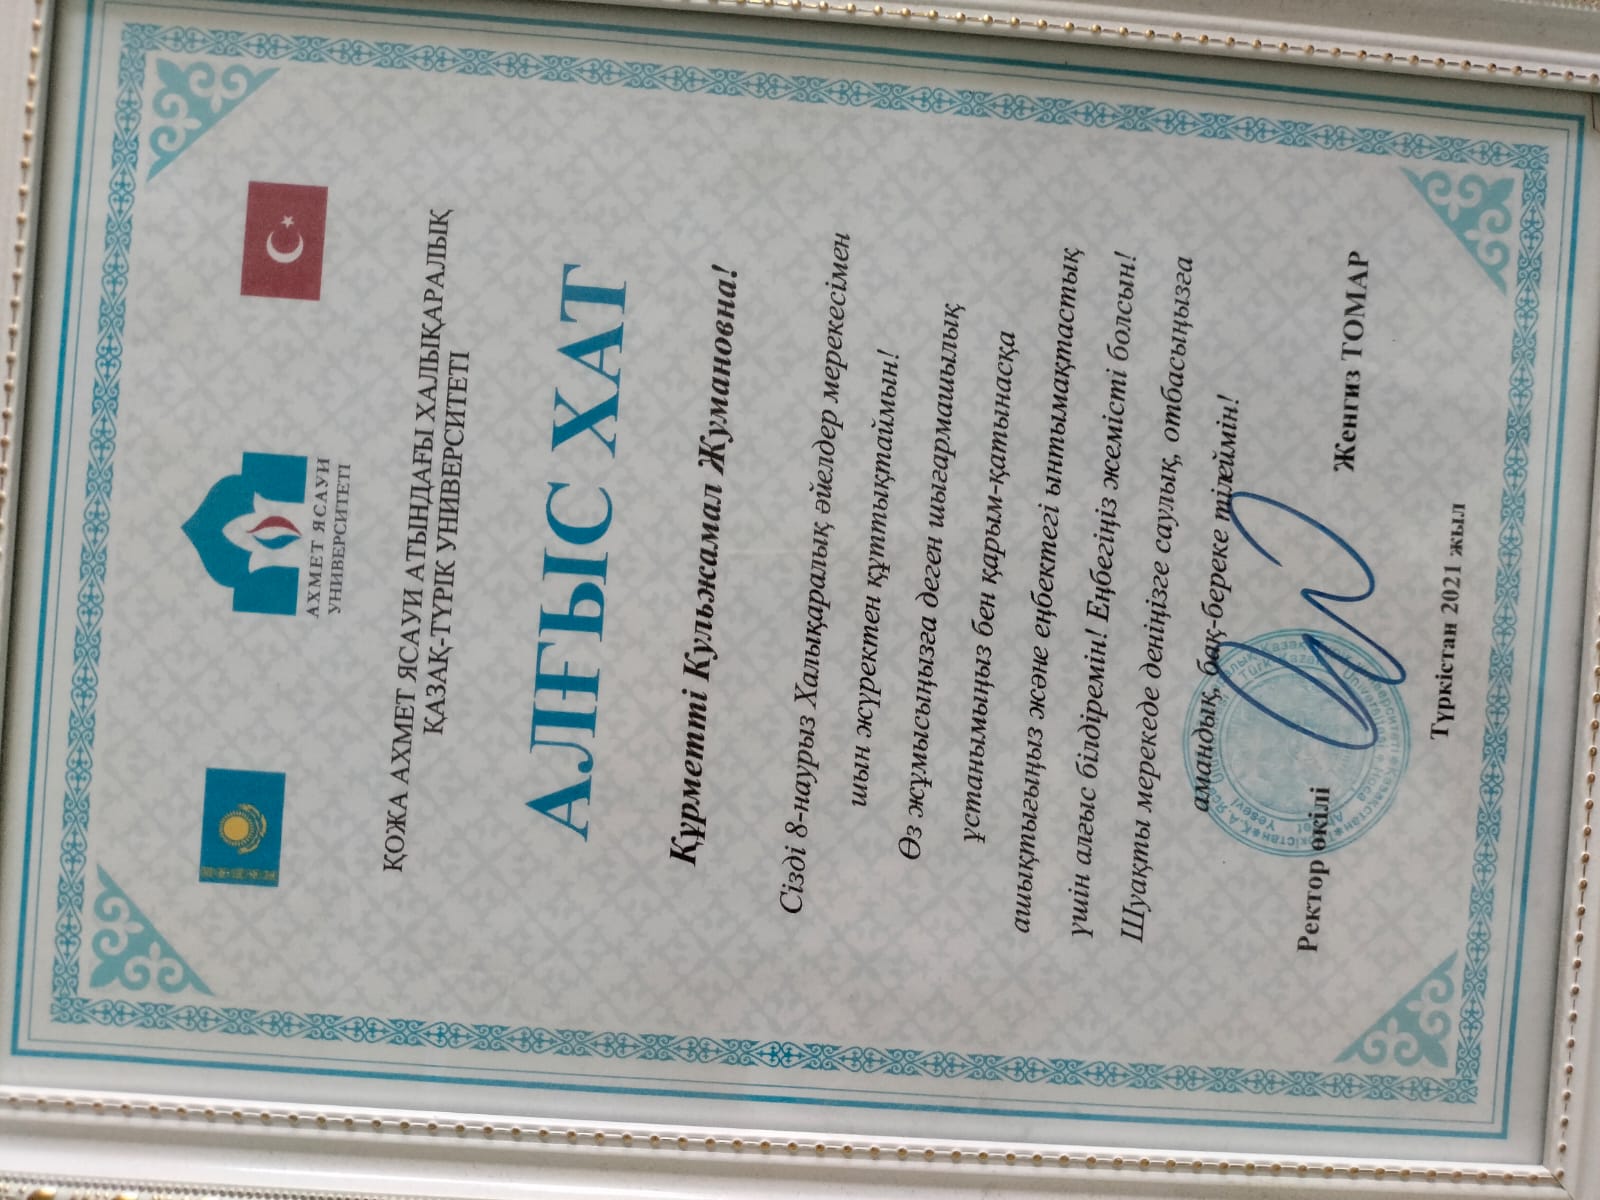 АХМЕТ ЯСАУИ
УНИВЕРСИТЕТІ
ҚОЖА АХМЕТ ЯСАУИ АТЫНДАҒЫ ХАЛЫҚАРАЛЫҚ
ҚАЗАҚ-ТҮРІК УНИВЕРСИТЕТІ
АЛҒЫС ХАТ
Құрметті Кульжамал Жумановна!
Сізді 8-наурыз Халықаралық әйелдер мерекесімен
шын жүректен құттықтаймын!
Өз жұмысыңызға деген шығармашылық
ұстанымыңыз бен қарым-қатынасқа
ашықтығыңыз және еңбектегі ынтымақтастық
үшін алғыс білдіремін! Еңбегіңіз жемісті болсын!
Шуақты мерекеде деніңізге саулық, отбасыңызға
амандық, бақ-береке тілеймін!
Ректор өкілі Женгиз ТОМАР
Түркістан 2021 жыл